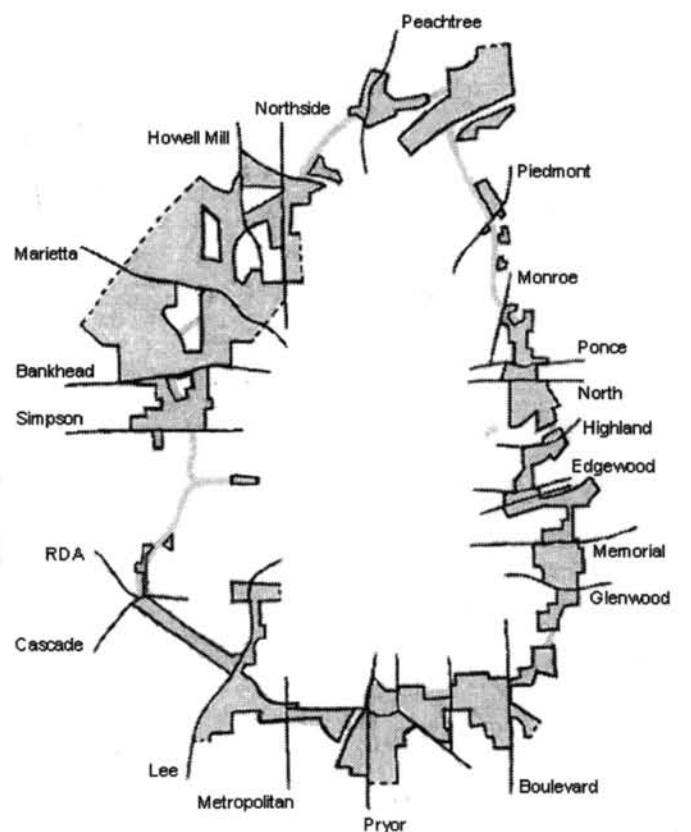 Peachtree
Northside
Howell Mill
Piedmont
Marietta
Monroe
Ponce
Bankhead
North
Simpson
Highland
Edgewood
RDA
Memorial
Glenwood
Cascade
Lee
Metropolitan
Boulevard
Pryor